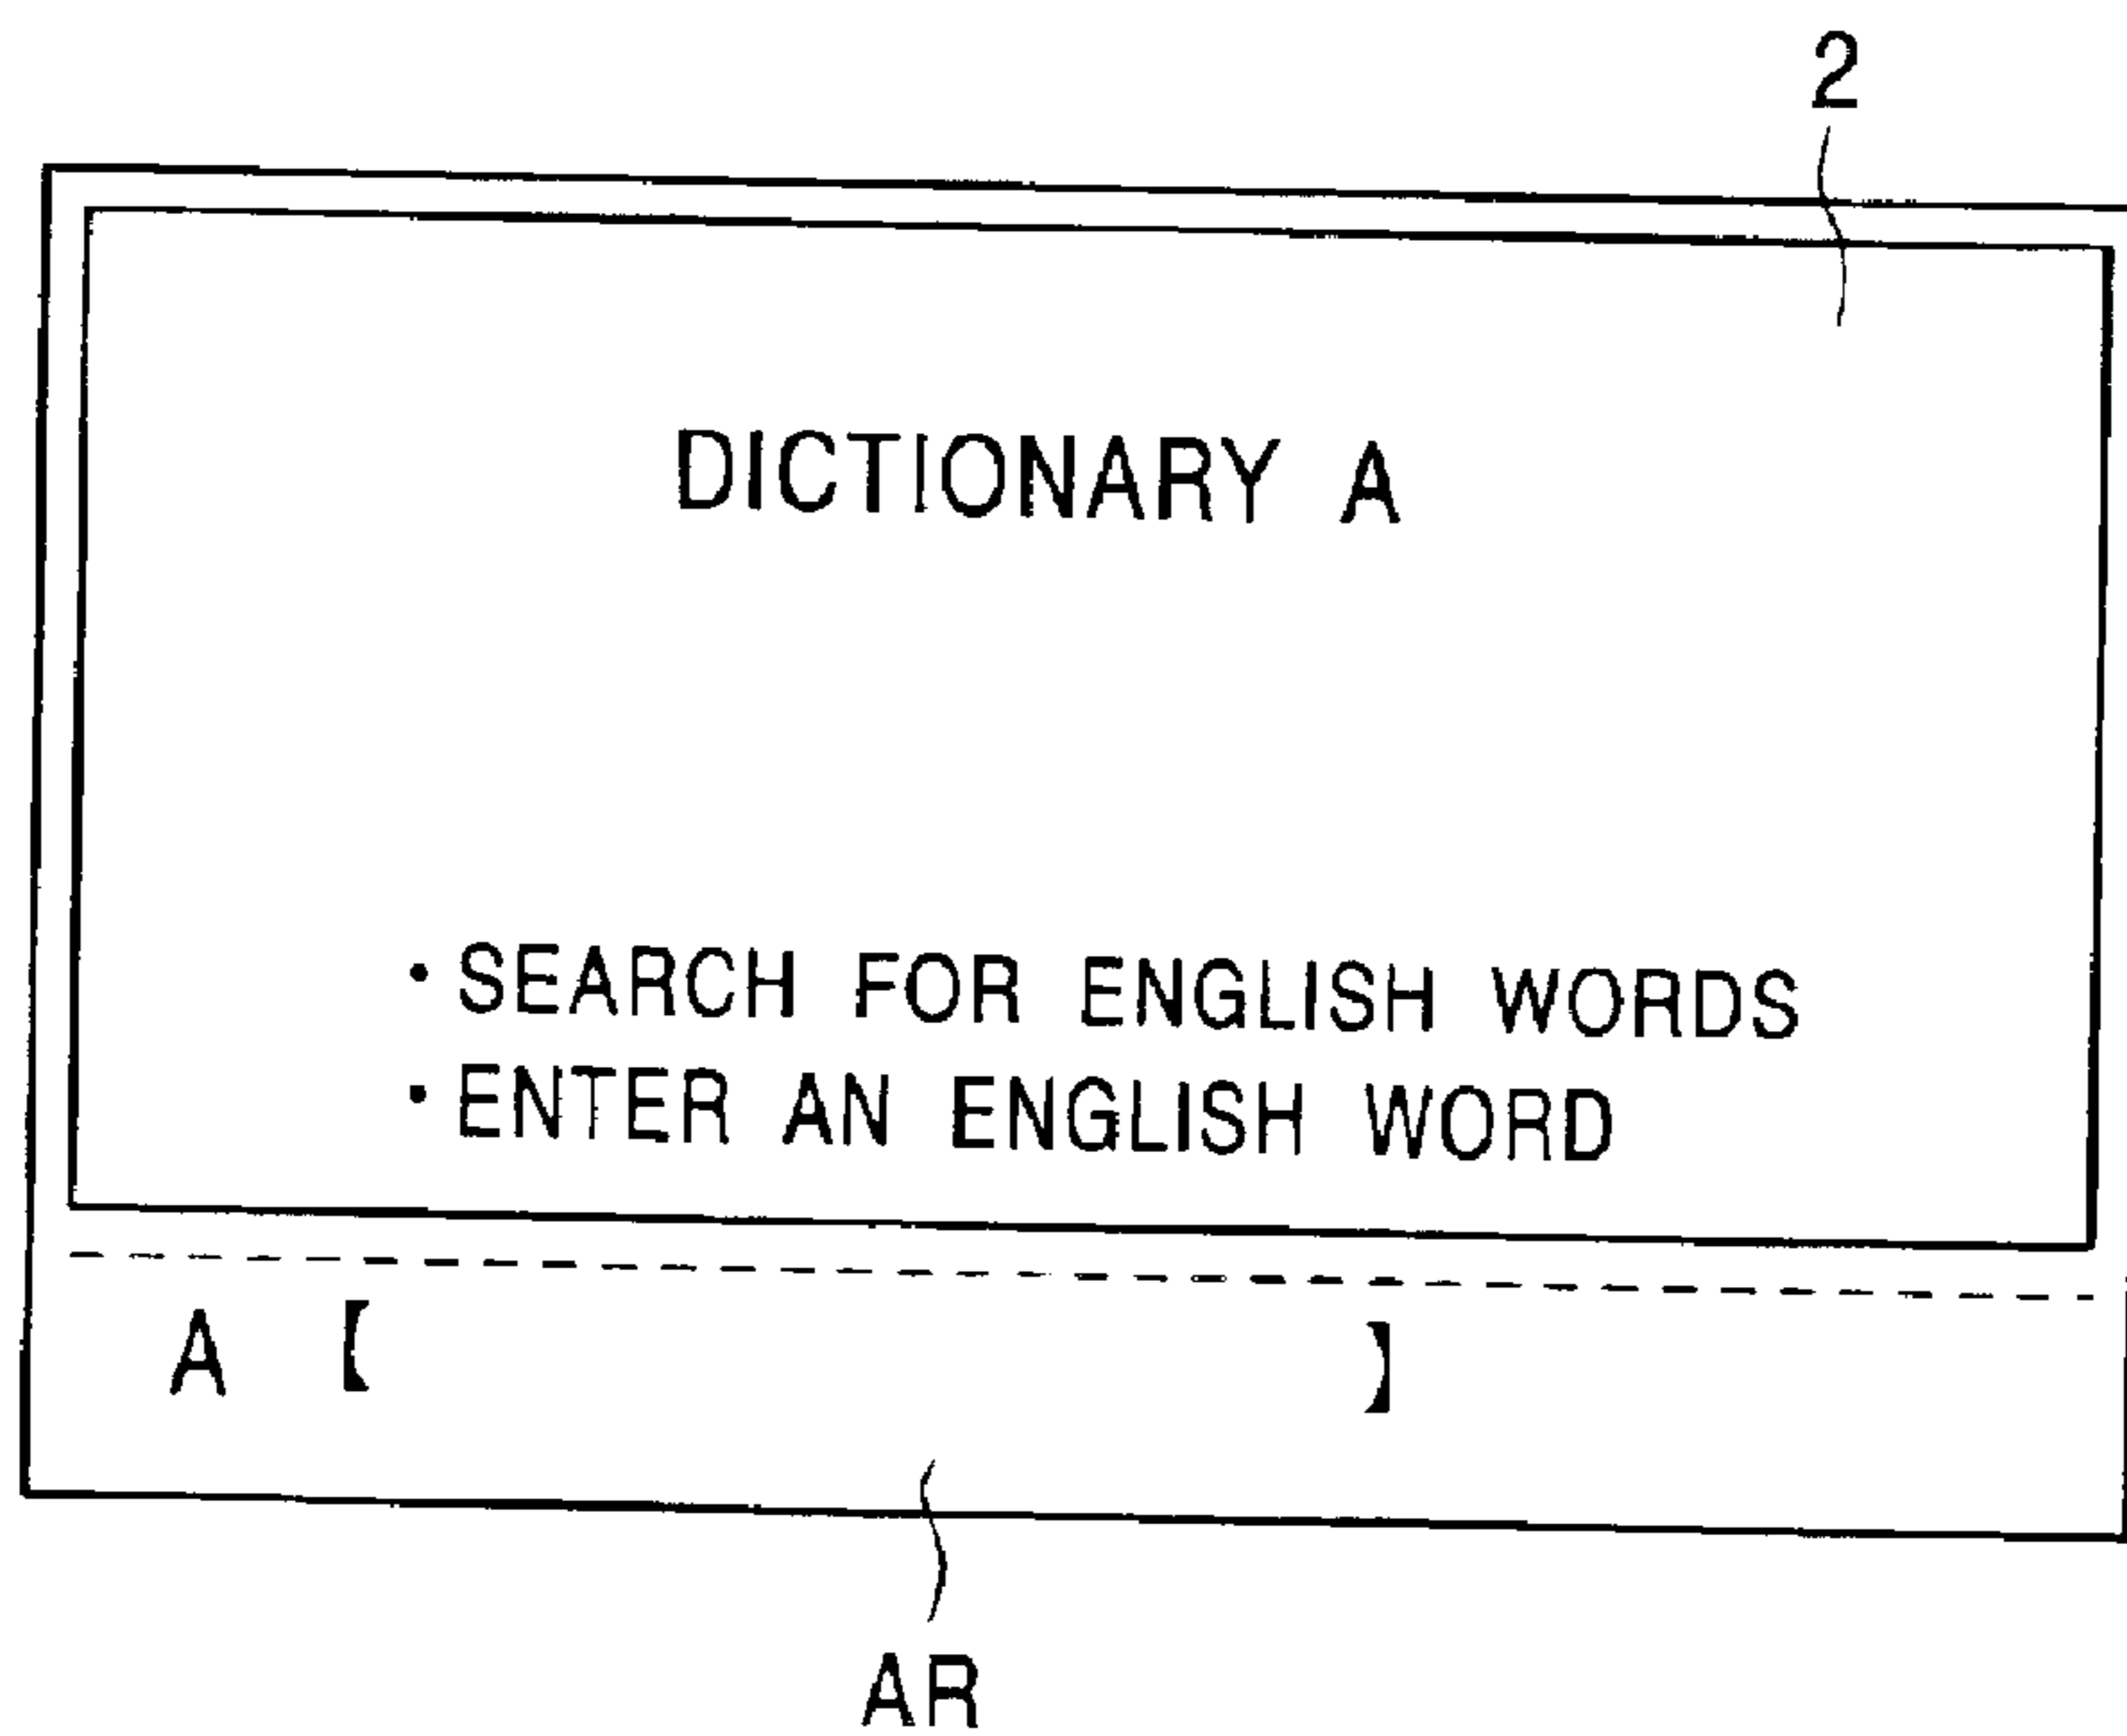 2
DICTIONARY A
・SEARCH FOR ENGLISH WORDS
・ENTER AN ENGLISH WORD
A 【 】
AR